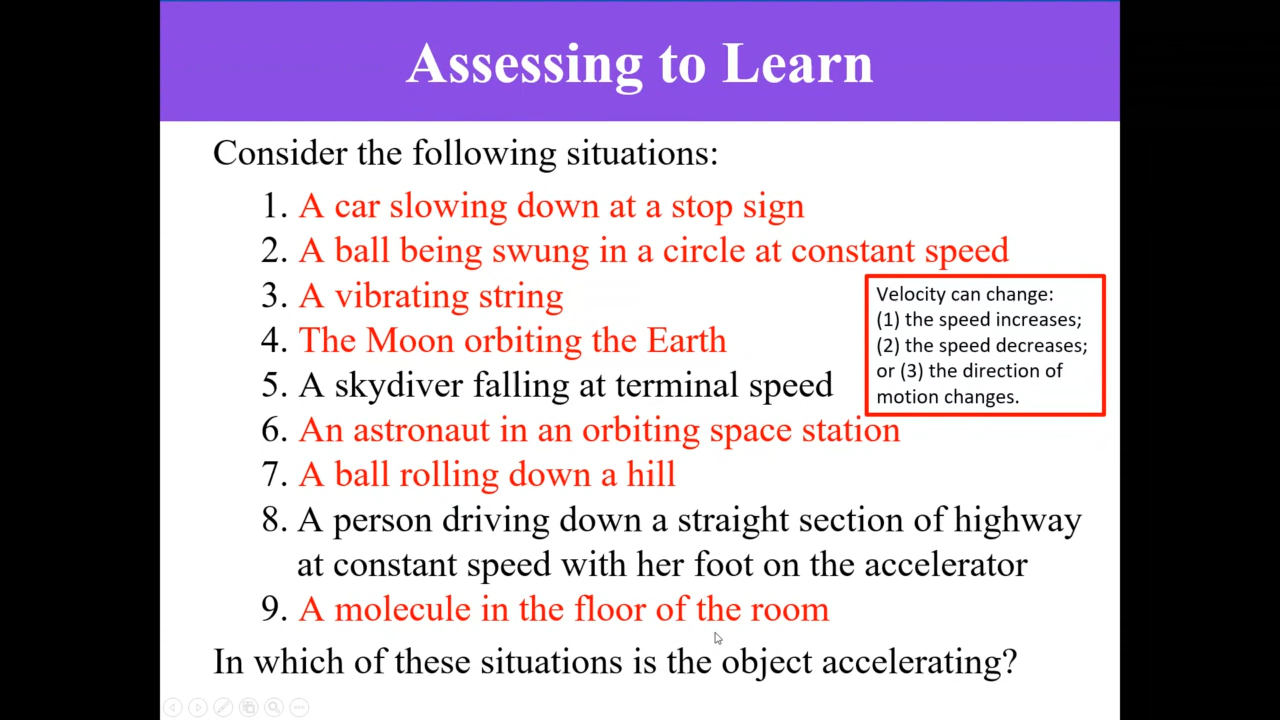 Assessing to Learn
Consider the following situations:
1. A car slowing down at a stop sign
2. A ball being swung in a circle at constant speed
3. A vibrating string
4. The Moon orbiting the Earth
5. A skydiver falling at terminal speed
6. An astronaut in an orbiting space station
7. A ball rolling down a hill
8. A person driving down a straight section of highway
at constant speed with her foot on the accelerator
9. A molecule in the floor of the room
In which of these situations is the object accelerating?
Velocity can change:
(1) the speed increases;
(2) the speed decreases;
or (3) the direction of
motion changes.